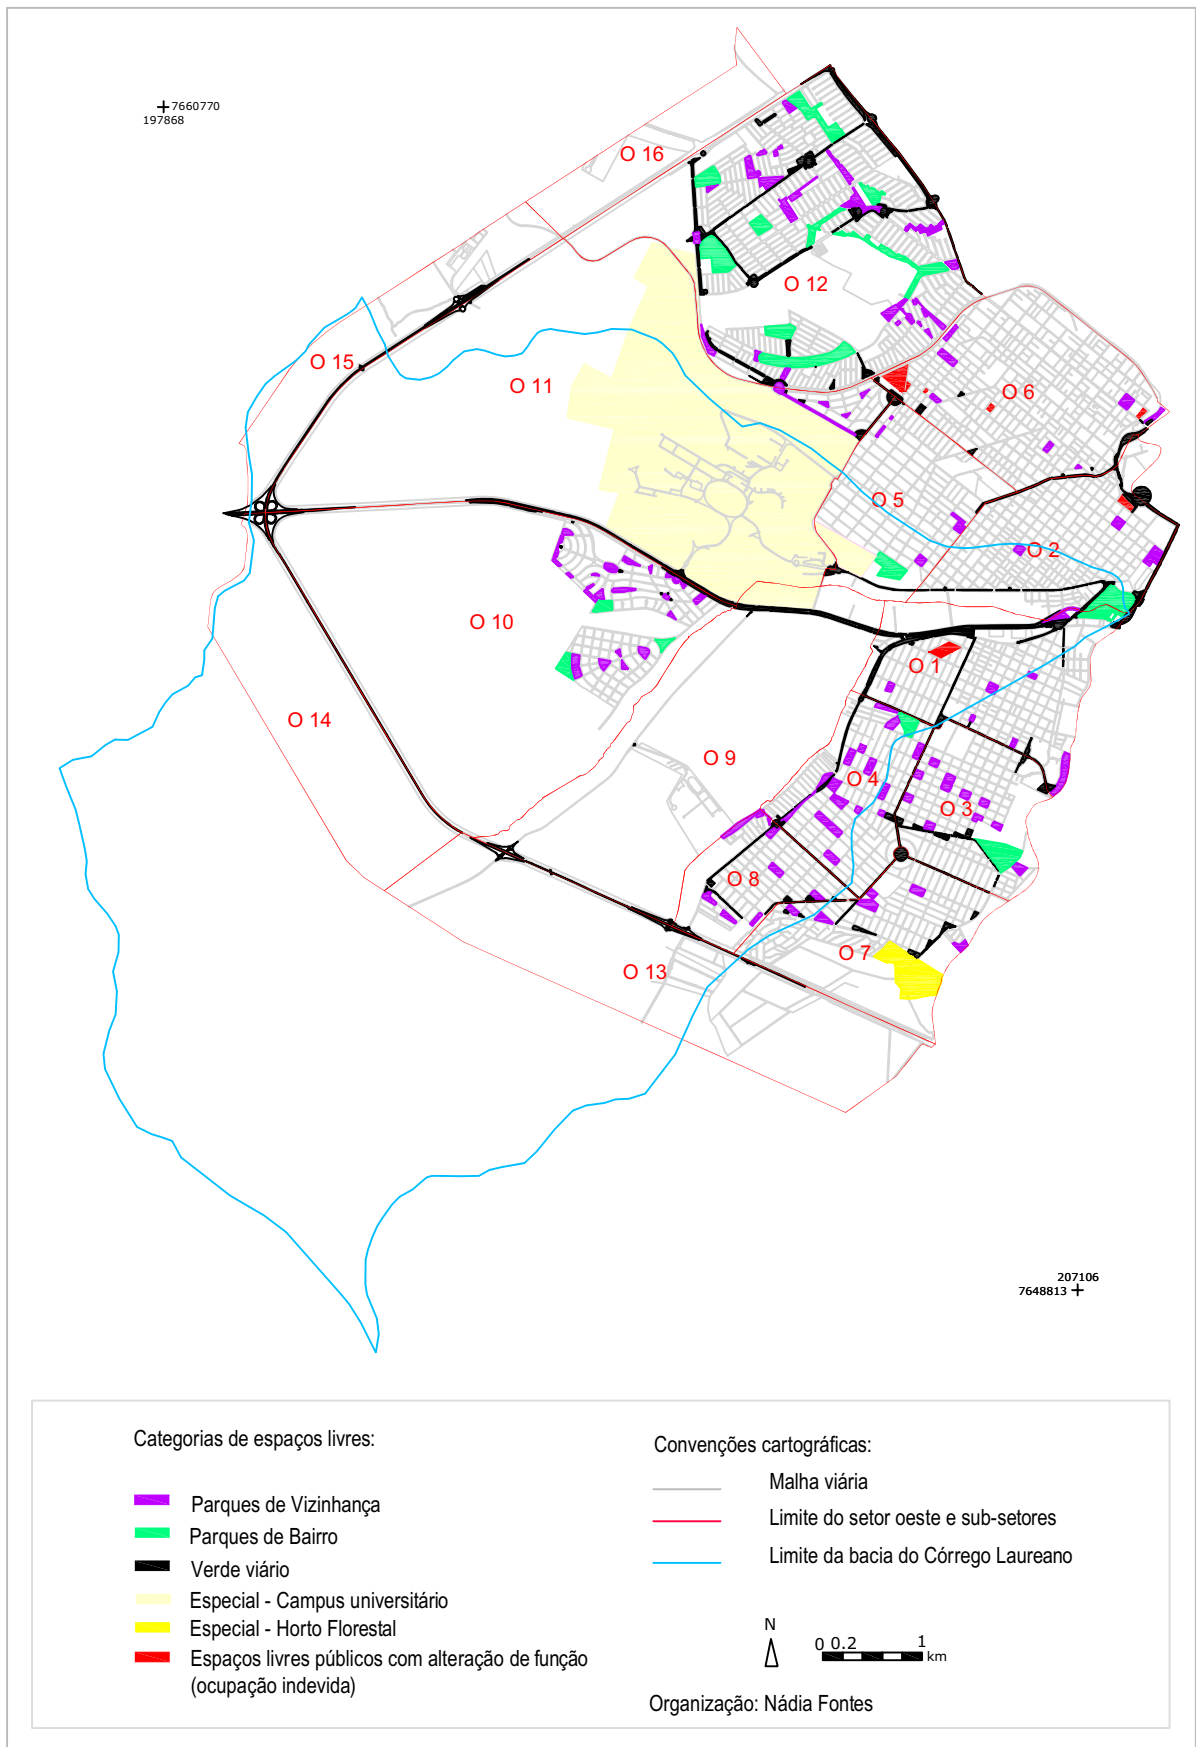 7660770
197868
O 16
O 12
O 15
O 11
O 6
O 5
O 2
O 10
O 1
O 14
O 9
O 4
O 3
O 8
O 7
O 13
207106
7648813
Categorias de espaços livres:
Parques de Vizinhança
Parques de Bairro
Verde viário
Especial - Campus universitário
Especial - Horto Florestal
Espaços livres públicos com alteração de função
(ocupação indevida)
Convenções cartográficas:
Malha viária
Limite do setor oeste e sub-setores
Limite da bacia do Córrego Laureano
N
0 0.2 1
km
Organização: Nádia Fontes